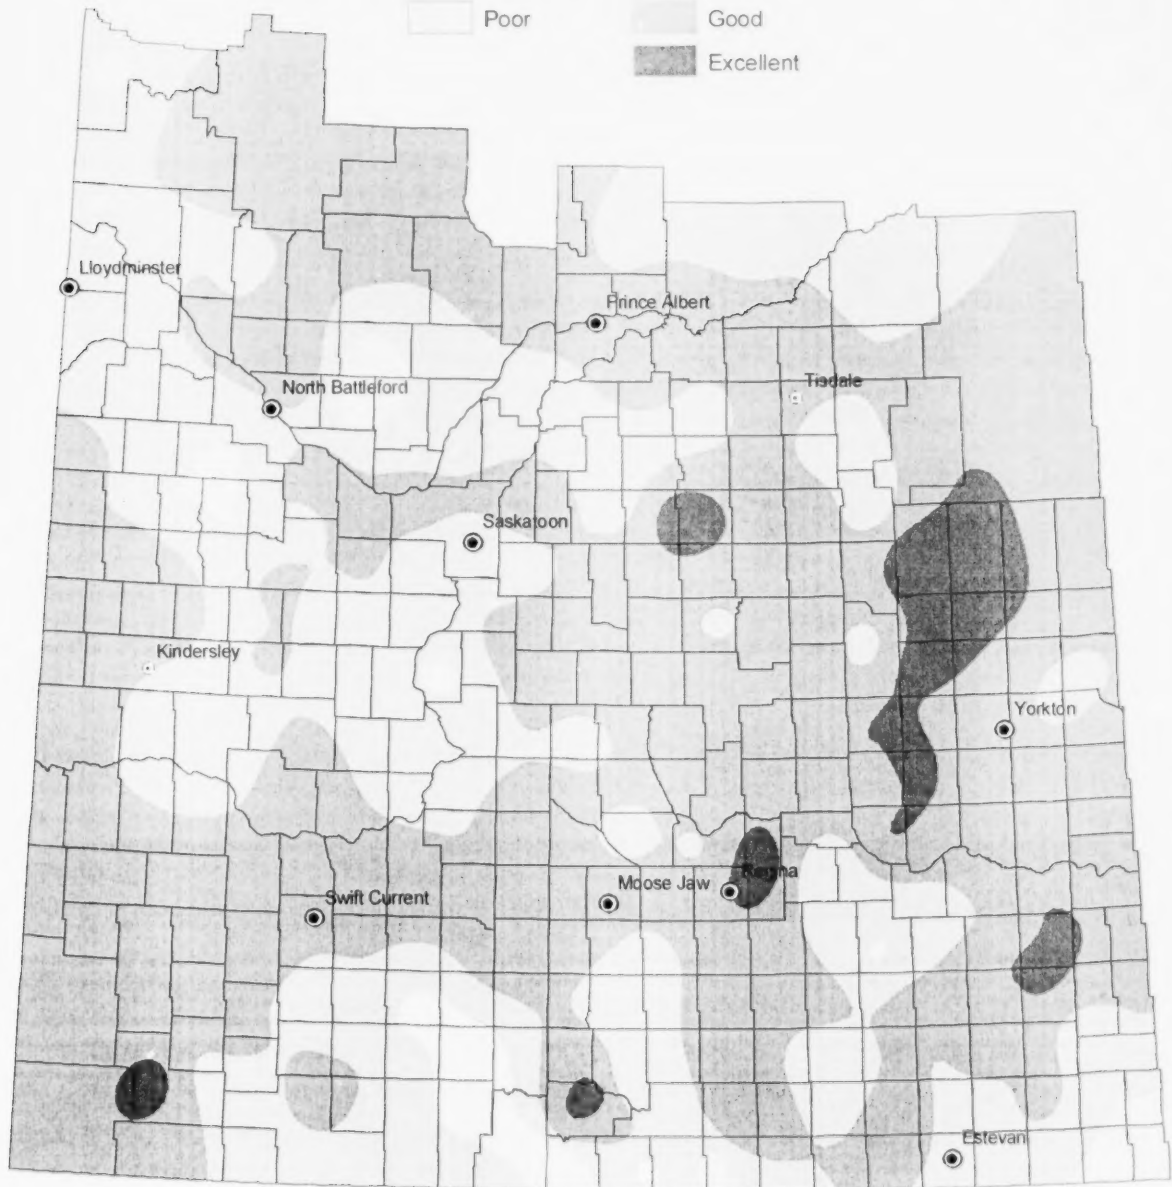 Poor
Good
Excellent
Lloydminster
Prince Albert
North Battleford
Tisdale
Saskatoon
Kindersley
Yorkton
Moose Jaw
Regina
Swift Current
Estevan